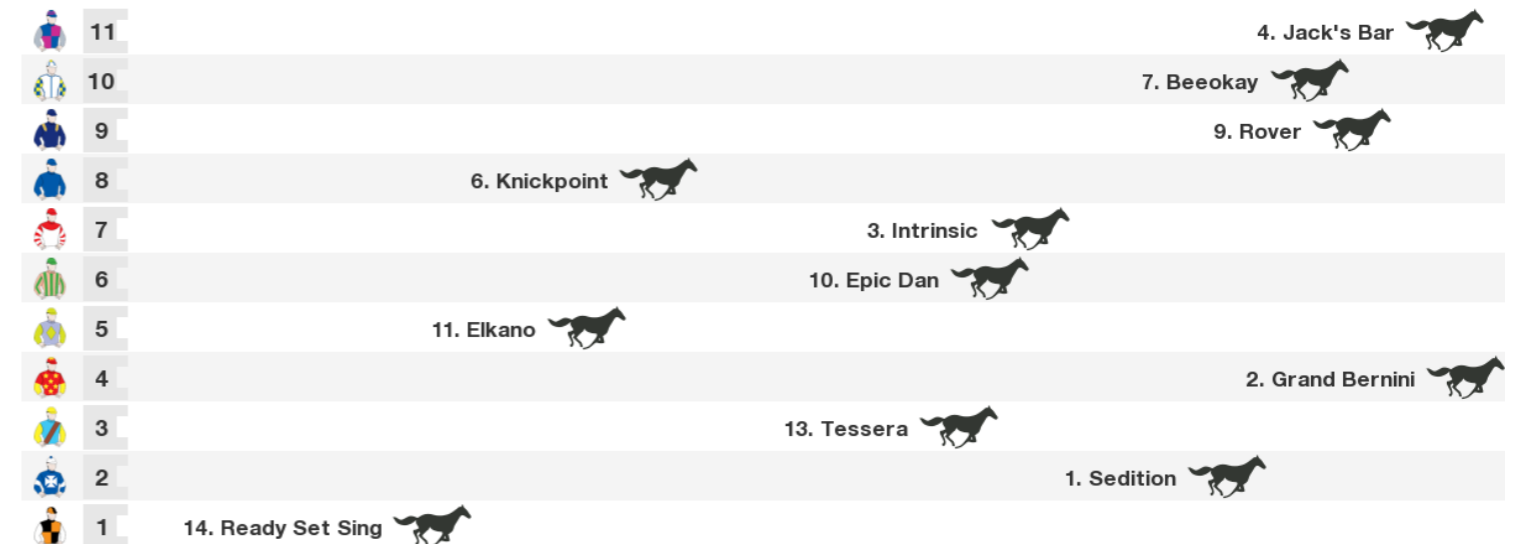 11 4. Jack's Bar
10 7. Beeokay
9 9. Rover
8 6. Knickpoint
7 3. Intrinsic
6 10. Epic Dan
5 11. Elkano
4 2. Grand Bernini
3 13. Tessera
2 1. Sedition
1 14. Ready Set Sing